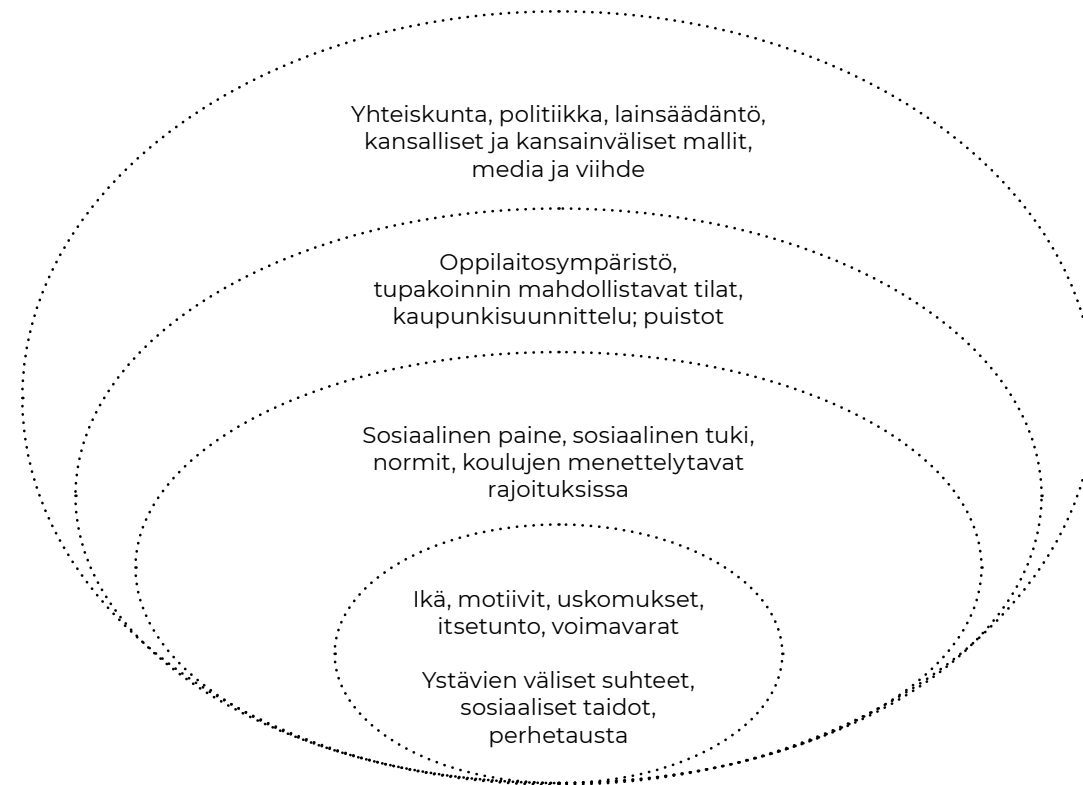 Yhteiskunta, politiikka, lainsäädäntö,
kansalliset ja kansainväliset mallit,
media ja viihde
Oppilaitosympäristö,
tupakoinnin mahdollistavat tilat,
kaupunkisuunnittelu; puistot
Sosiaalinen paine, sosiaalinen tuki,
normit, koulujen menettelytavat
rajoituksissa
Ikä, motiivit, uskomukset,
itsetunto, voimavarat
Ystävien väliset suhteet,
sosiaaliset taidot,
perhetausta